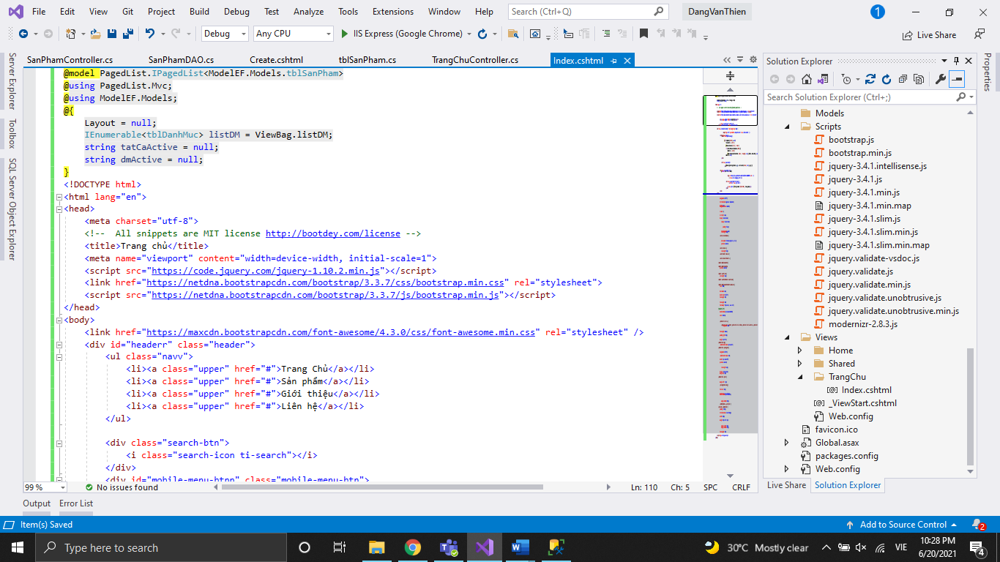 File Edit View Git Project Build Debug Test Analyze Tools Extensions Window Help Search (Ctrl+Q) DangVanThien 1
Debug Any CPU IIS Express (Google Chrome) Live Share
SanPhamController.cs SanPhamDAO.cs Create.cshtml tblSanPham.cs TrangChuController.cs Index.cshtml
Server Explorer
Toolbox
SQL Server Object Explorer
@model PagedList.IPagedList<ModelEF.Models.tblSanPham>
@using PagedList.Mvc;
@using ModelEF.Models;
@{
Layout = null;
IEnumerable<tblDanhMuc> listDM = ViewBag.listDM;
string tatCaActive = null;
string dmActive = null;
}
<!DOCTYPE html>
<html lang="en">
<head>
<meta charset="utf-8">
<!--  All snippets are MIT license http://bootdey.com/license -->
<title>Trang chủ</title>
<meta name="viewport" content="width=device-width, initial-scale=1">
<script src="https://code.jquery.com/jquery-1.10.2.min.js"></script>
<link href="https://netdna.bootstrapcdn.com/bootstrap/3.3.7/css/bootstrap.min.css" rel="stylesheet">
<script src="https://netdna.bootstrapcdn.com/bootstrap/3.3.7/js/bootstrap.min.js"></script>
</head>
<body>
<link href="https://maxcdn.bootstrapcdn.com/font-awesome/4.3.0/css/font-awesome.min.css" rel="stylesheet" />
<div id="headerr" class="header">
<ul class="navv">
<li><a class="upper" href="#">Trang Chủ</a></li>
<li><a class="upper" href="#">Sản phẩm</a></li>
<li><a class="upper" href="#">Giới thiệu</a></li>
<li><a class="upper" href="#">Liên hệ</a></li>
</ul>
<div class="search-btn">
<i class="search-icon ti-search"></i>
</div>
<div id="mobile-menu-btnn" class="mobile-menu-btn">
99 % No issues found Ln: 110 Ch: 5 SPC CRLF
Solution Explorer
Search Solution Explorer (Ctrl+;)
Models
Scripts
bootstrap.js
bootstrap.min.js
jquery-3.4.1.intellisense.js
jquery-3.4.1.js
jquery-3.4.1.min.js
jquery-3.4.1.min.map
jquery-3.4.1.slim.js
jquery-3.4.1.slim.min.js
jquery-3.4.1.slim.min.map
jquery.validate-vsdoc.js
jquery.validate.js
jquery.validate.min.js
jquery.validate.unobtrusive.js
jquery.validate.unobtrusive.min.js
modernizr-2.8.3.js
Views
Home
Shared
TrangChu
Index.cshtml
_ViewStart.cshtml
Web.config
favicon.ico
Global.asax
packages.config
Web.config
Live Share Solution Explorer
Properties
Output Error List
Item(s) Saved Add to Source Control 2
Type here to search 30°C Mostly clear VIE 10:28 PM
6/20/2021 4